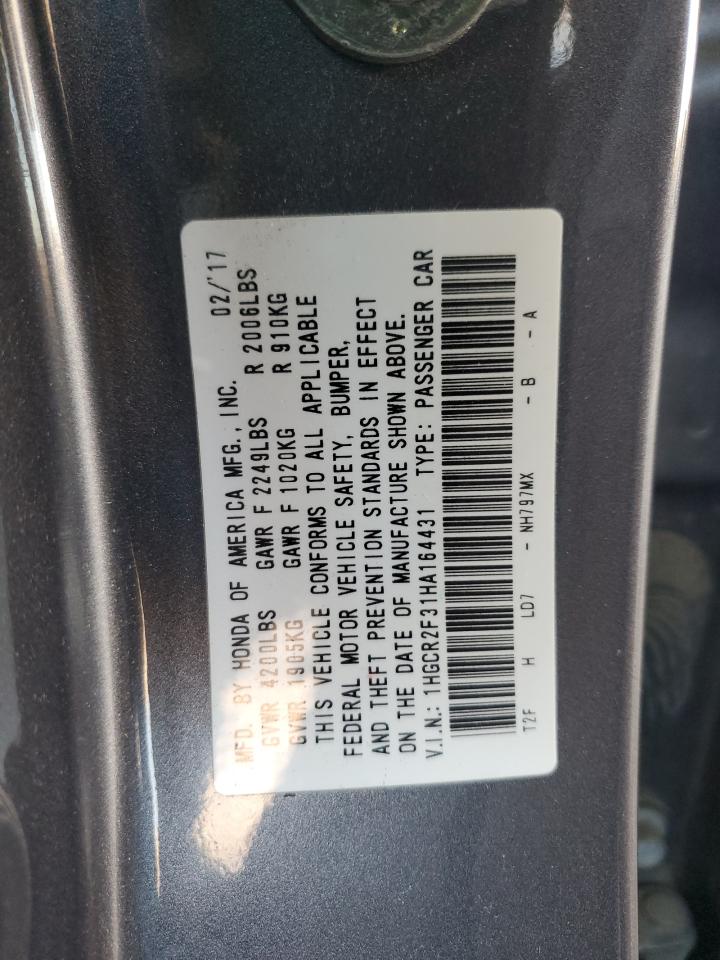 MFD. BY HONDA OF AMERICA MFG., INC. 02/'17
GVWR 4200LBS GAWR F 2249LBS R 2006LBS
GVWR 1905KG GAWR F 1020KG R 910KG
THIS VEHICLE CONFORMS TO ALL APPLICABLE
FEDERAL MOTOR VEHICLE SAFETY, BUMPER,
AND THEFT PREVENTION STANDARDS IN EFFECT
ON THE DATE OF MANUFACTURE SHOWN ABOVE.
V.I.N.: 1HGCR2F31HA164431 TYPE: PASSENGER CAR
T2F H LD7 - NH797MX - B - A